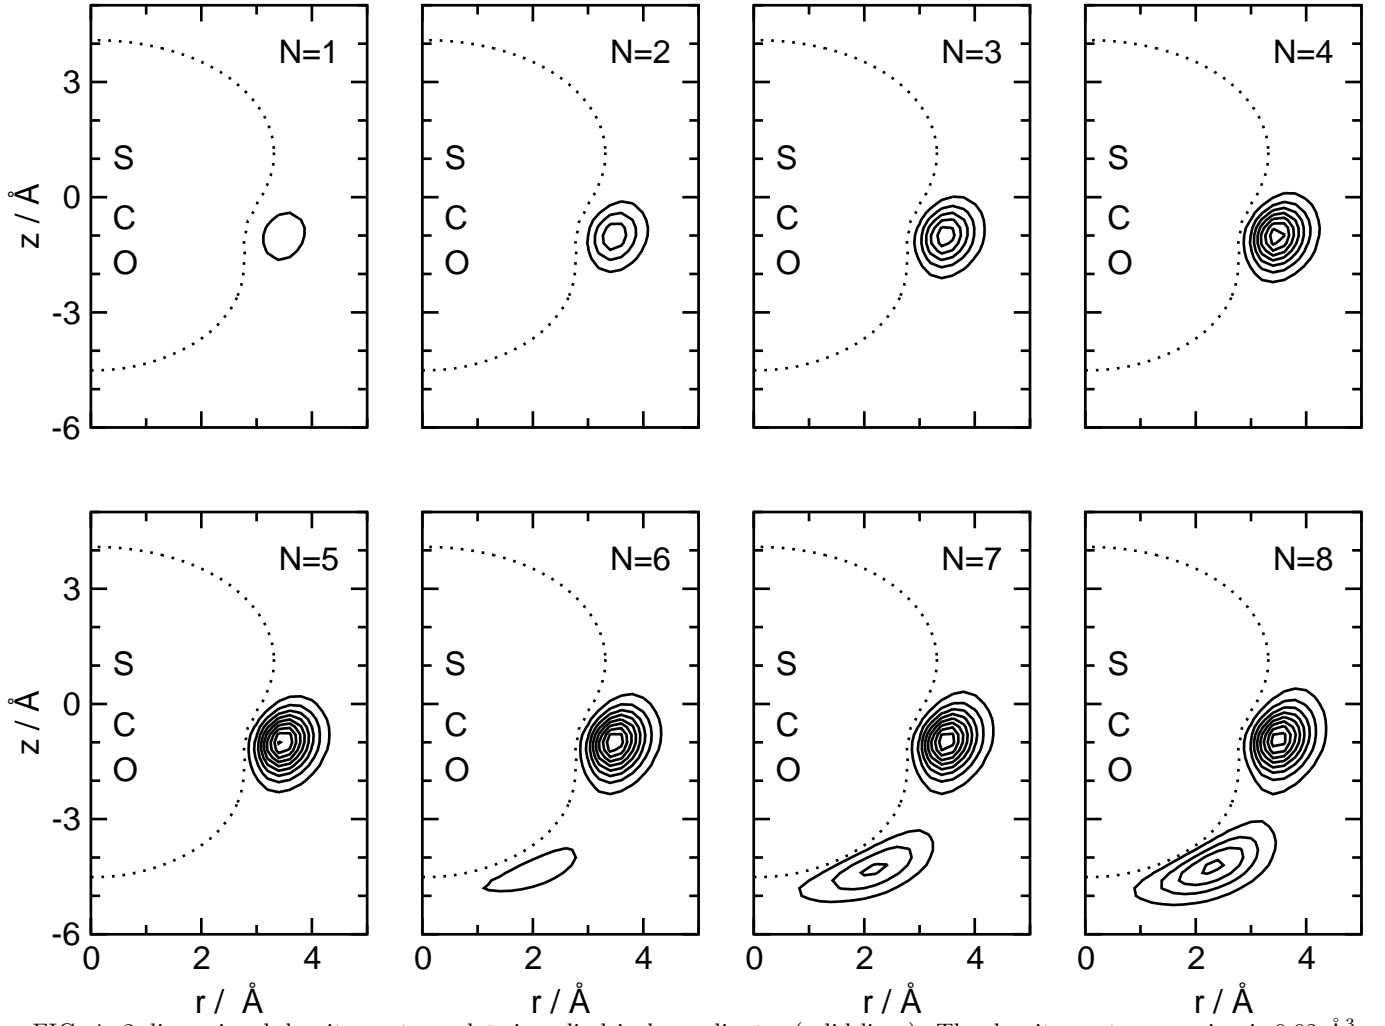 N=1 N=2 N=3 N=4
3
S S S S
0
z / Å
C C C C
O O O O
-3
-6
N=5 N=6 N=7 N=8
3
S S S S
0
z / Å
C C C C
O O O O
-3
-6
0 2 4 0 2 4 0 2 4 0 2 4
r / Å r / Å r / Å r / Å